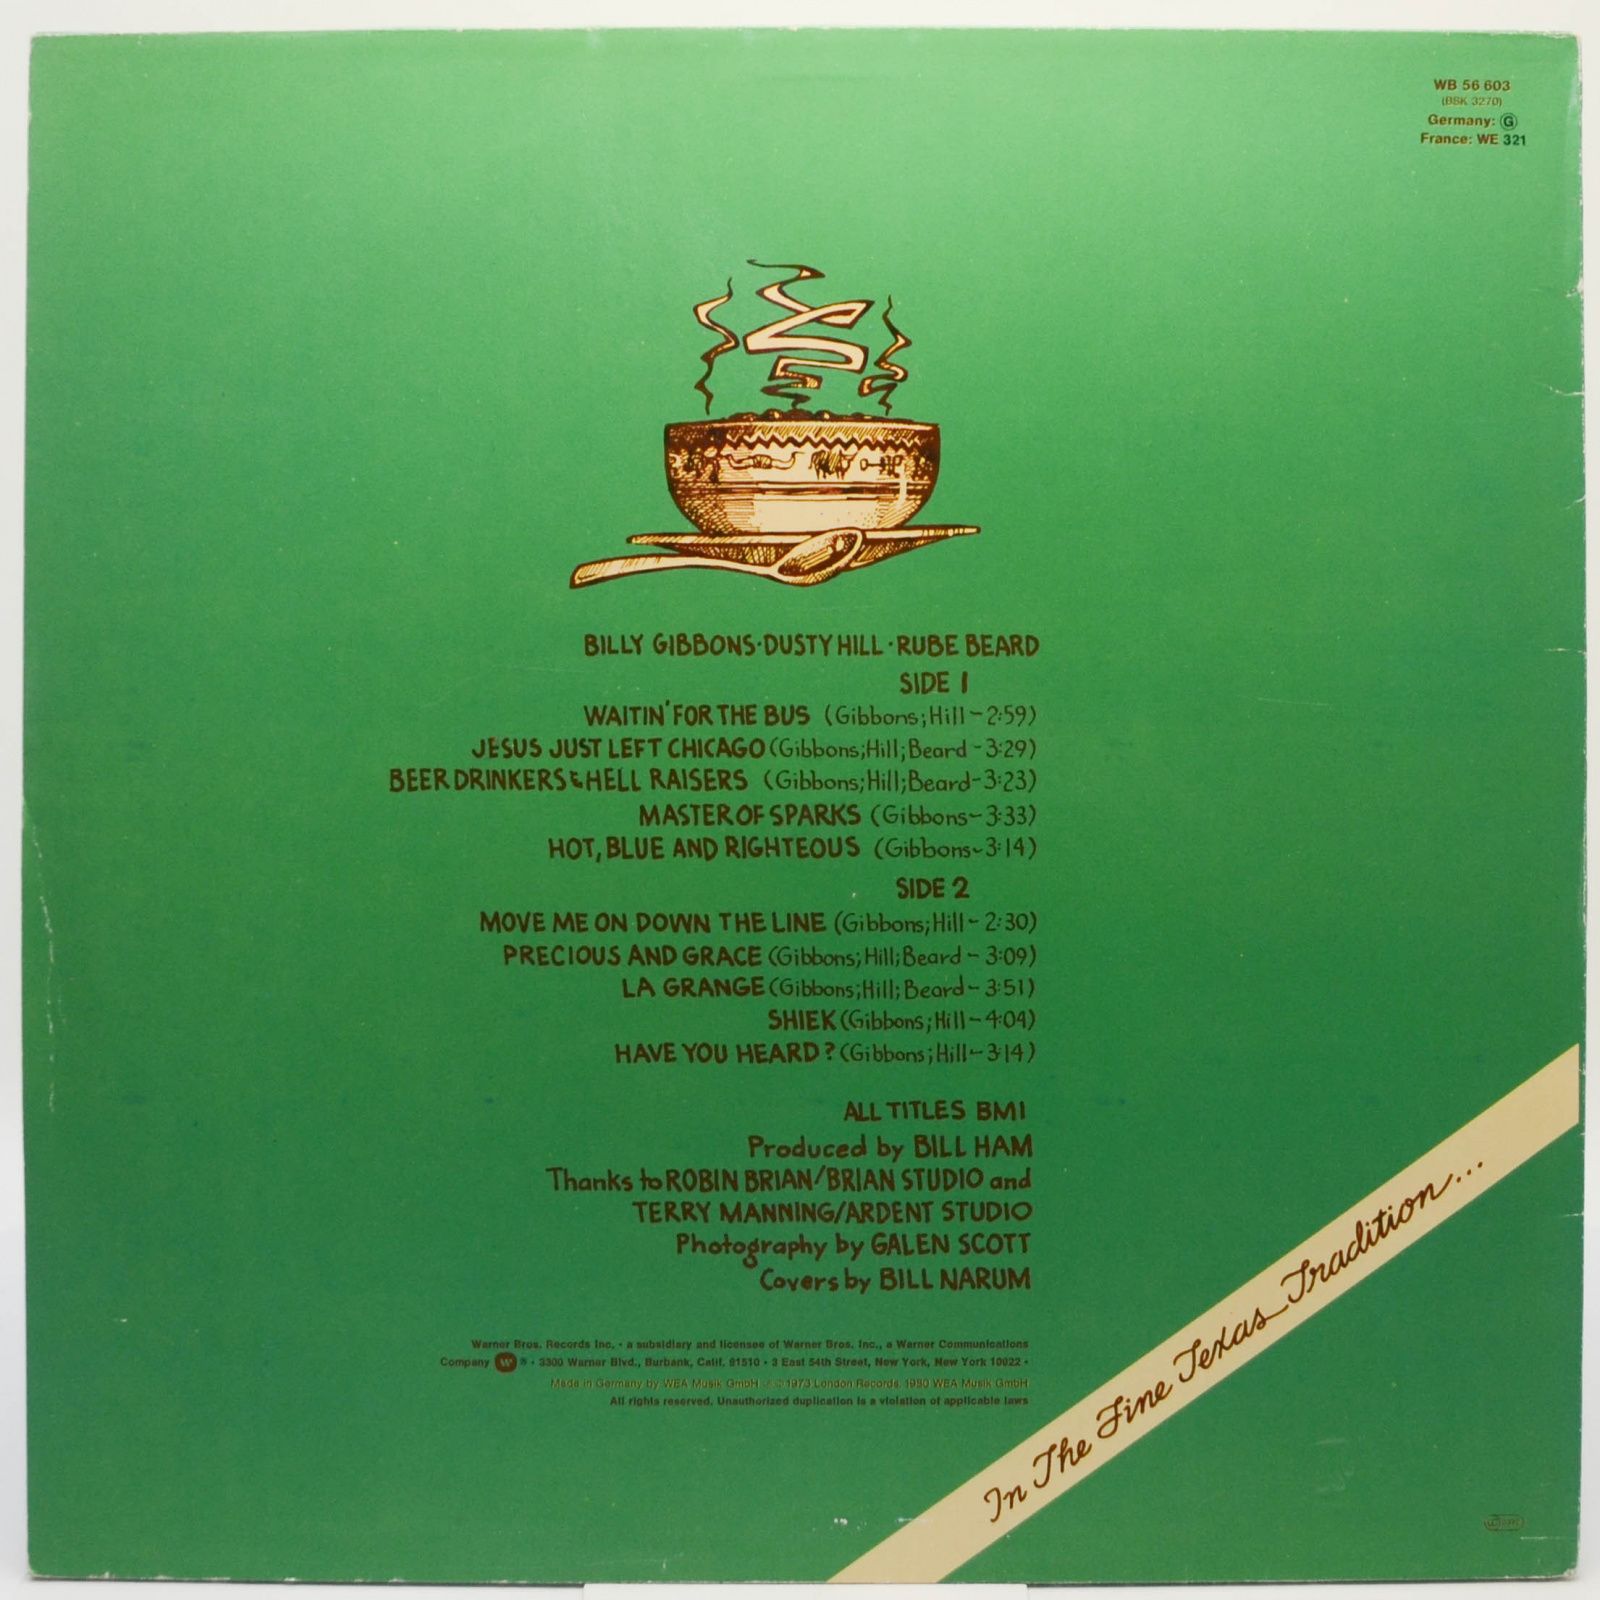 WB 56 603
(BSK 3270)
Germany: G
France: WE 321
BILLY GIBBONS·DUSTY HILL·RUBE BEARD
SIDE 1
WAITIN' FOR THE BUS (Gibbons;Hill-2:59)
JESUS JUST LEFT CHICAGO (Gibbons;Hill;Beard-3:29)
BEER DRINKERS & HELL RAISERS (Gibbons;Hill;Beard-3:23)
MASTER OF SPARKS (Gibbons-3:33)
HOT, BLUE AND RIGHTEOUS (Gibbons-3:14)
SIDE 2
MOVE ME ON DOWN THE LINE (Gibbons;Hill-2:30)
PRECIOUS AND GRACE (Gibbons;Hill;Beard-3:09)
LA GRANGE (Gibbons;Hill;Beard-3:51)
SHIEK (Gibbons;Hill-4:04)
HAVE YOU HEARD? (Gibbons;Hill-3:14)
ALL TITLES BMI
Produced by BILL HAM
Thanks to ROBIN BRIAN/BRIAN STUDIO and
TERRY MANNING/ARDENT STUDIO
Photography by GALEN SCOTT
Covers by BILL NARUM
Warner Bros. Records Inc. • a subsidiary and licensee of Warner Bros. Inc., a Warner Communications
Company W ® • 3300 Warner Blvd., Burbank, Calif. 91510 • 3 East 54th Street, New York, New York 10022 •
Made in Germany by WEA Musik GmbH ℗ © 1973 London Records, 1980 WEA Musik GmbH
All rights reserved. Unauthorized duplication is a violation of applicable laws
In The Fine Texas Tradition...